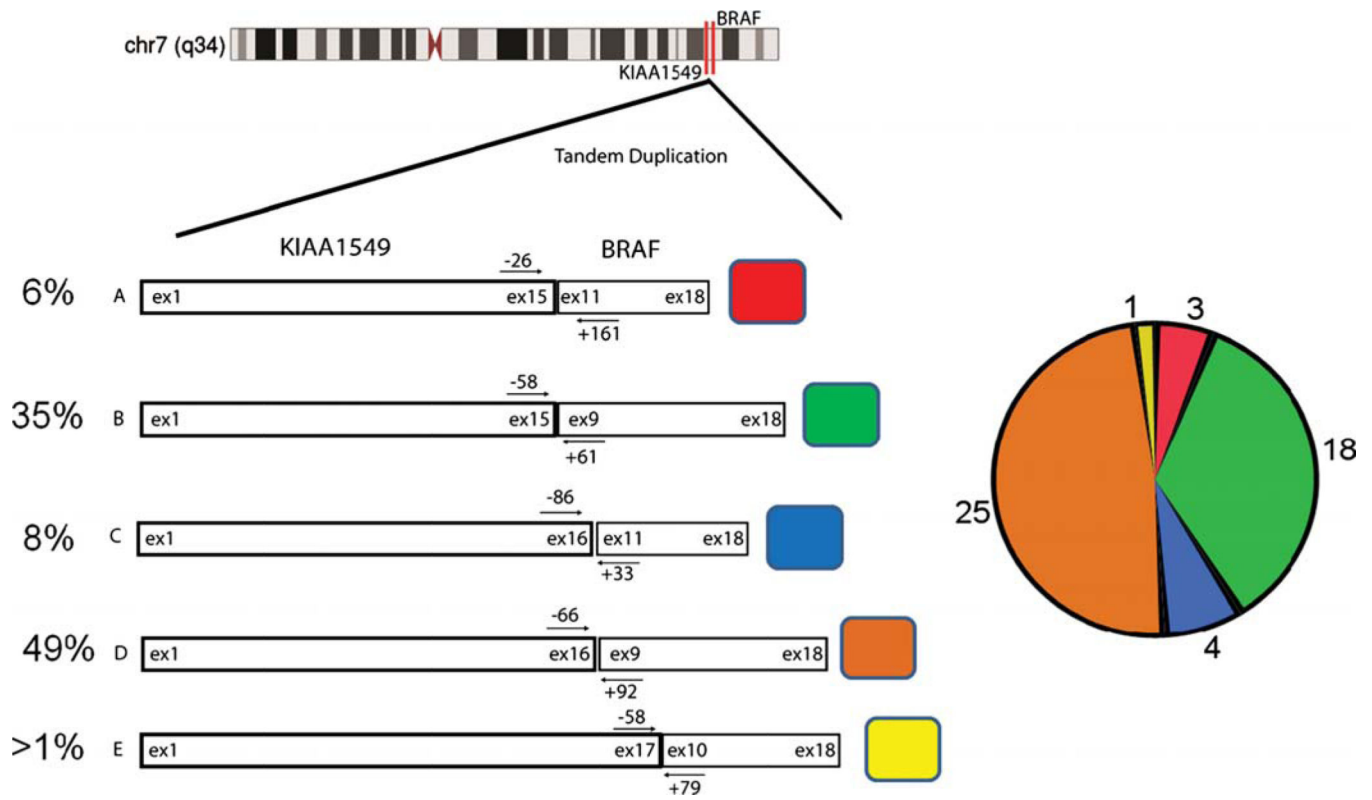 BRAF
chr7 (q34)
KIAA1549
Tandem Duplication
KIAA1549 BRAF
-26
6% A ex1 ex15 ex11 ex18
+161
-58
35% B ex1 ex15 ex9 ex18
+61
-86
8% C ex1 ex16 ex11 ex18
+33
-66
49% D ex1 ex16 ex9 ex18
+92
-58
>1% E ex1 ex17 ex10 ex18
+79
1 3
18
25
4